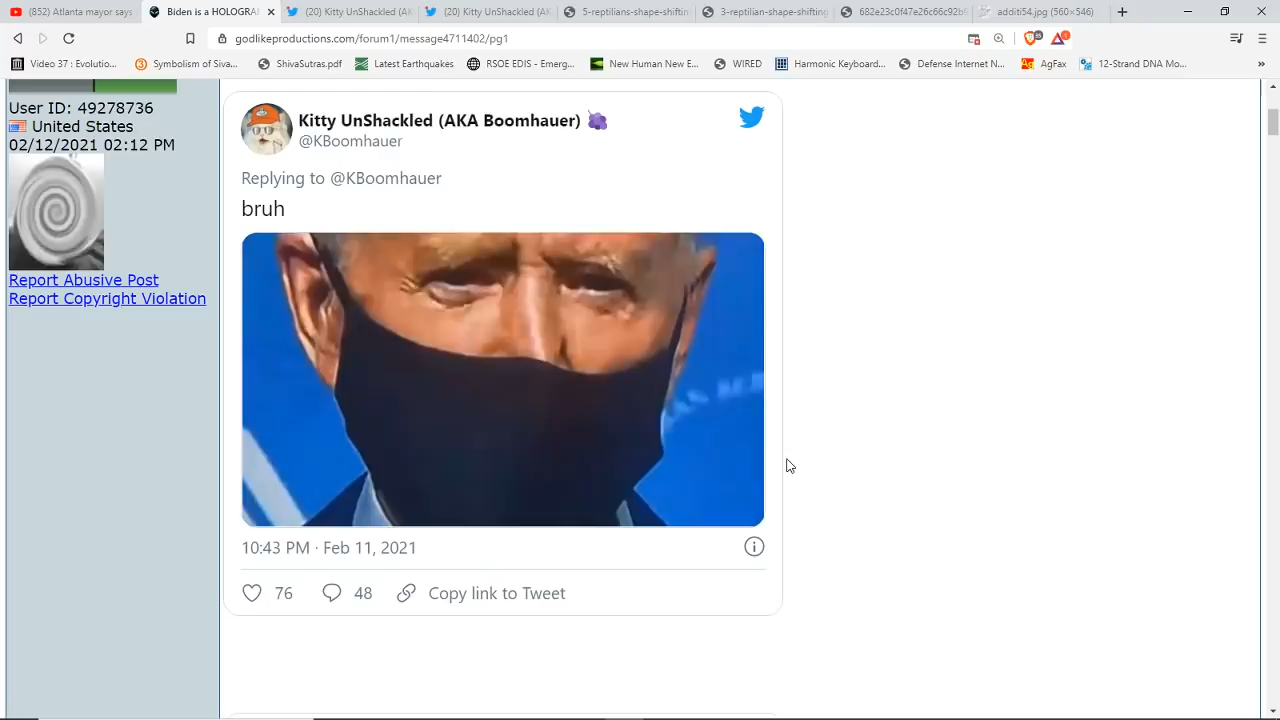 (852) Atlanta mayor says
Biden is a HOLOGRA
(20) Kitty UnShackled (AK
(20) Kitty UnShackled (AK
5-reptilians-shape-shiftin
3-reptilian-shape-shifting
682e23c0f47e26c66c92b
addit54.jpg (560×546)
godlikeproductions.com/forum1/message4711402/pg1
Video 37 : Evolutio...
Symbolism of Siva...
ShivaSutras.pdf
Latest Earthquakes
RSOE EDIS - Emerg...
New Human New E...
WIRED
Harmonic Keyboard...
Defense Internet N...
AgFax
12-Strand DNA Mo...
User ID: 49278736
United States
02/12/2021 02:12 PM
Report Abusive Post
Report Copyright Violation
Kitty UnShackled (AKA Boomhauer)
@KBoomhauer
Replying to @KBoomhauer
bruh
10:43 PM · Feb 11, 2021
76
48
Copy link to Tweet